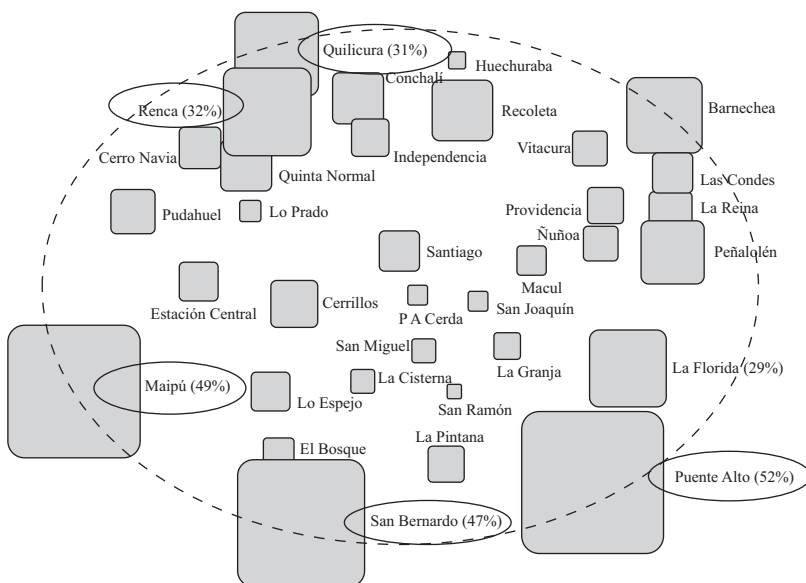 Quilicura (31%)
Huechuraba
Conchalí
Renca (32%)
Recoleta
Barnechea
Cerro Navia
Independencia
Vitacura
Quinta Normal
Las Condes
Pudahuel
Lo Prado
Providencia
La Reina
Ñuñoa
Santiago
Peñalolén
Macul
Estación Central
Cerrillos
P A Cerda
San Joaquín
San Miguel
La Granja
La Florida (29%)
Maipú (49%)
Lo Espejo
La Cisterna
San Ramón
El Bosque
La Pintana
Puente Alto (52%)
San Bernardo (47%)